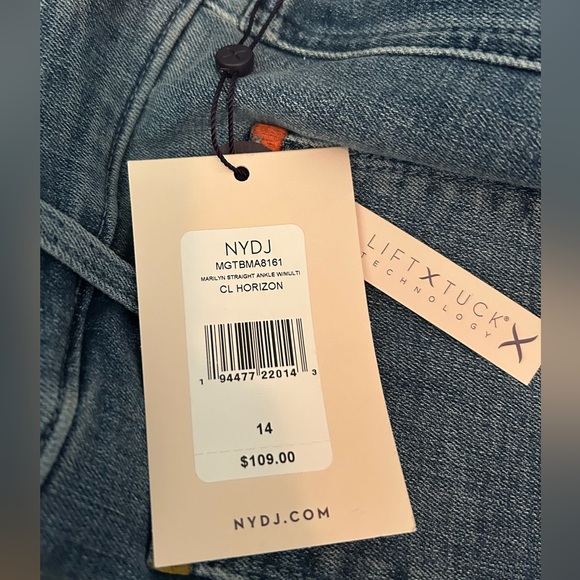 NYDJ
MGTBMA8161
MARILYN STRAIGHT ANKLE W/MULTI
CL HORIZON
1 94477 22014 3
14
$109.00
NYDJ.COM
LIFT X TUCK®
TECHNOLOGY
X